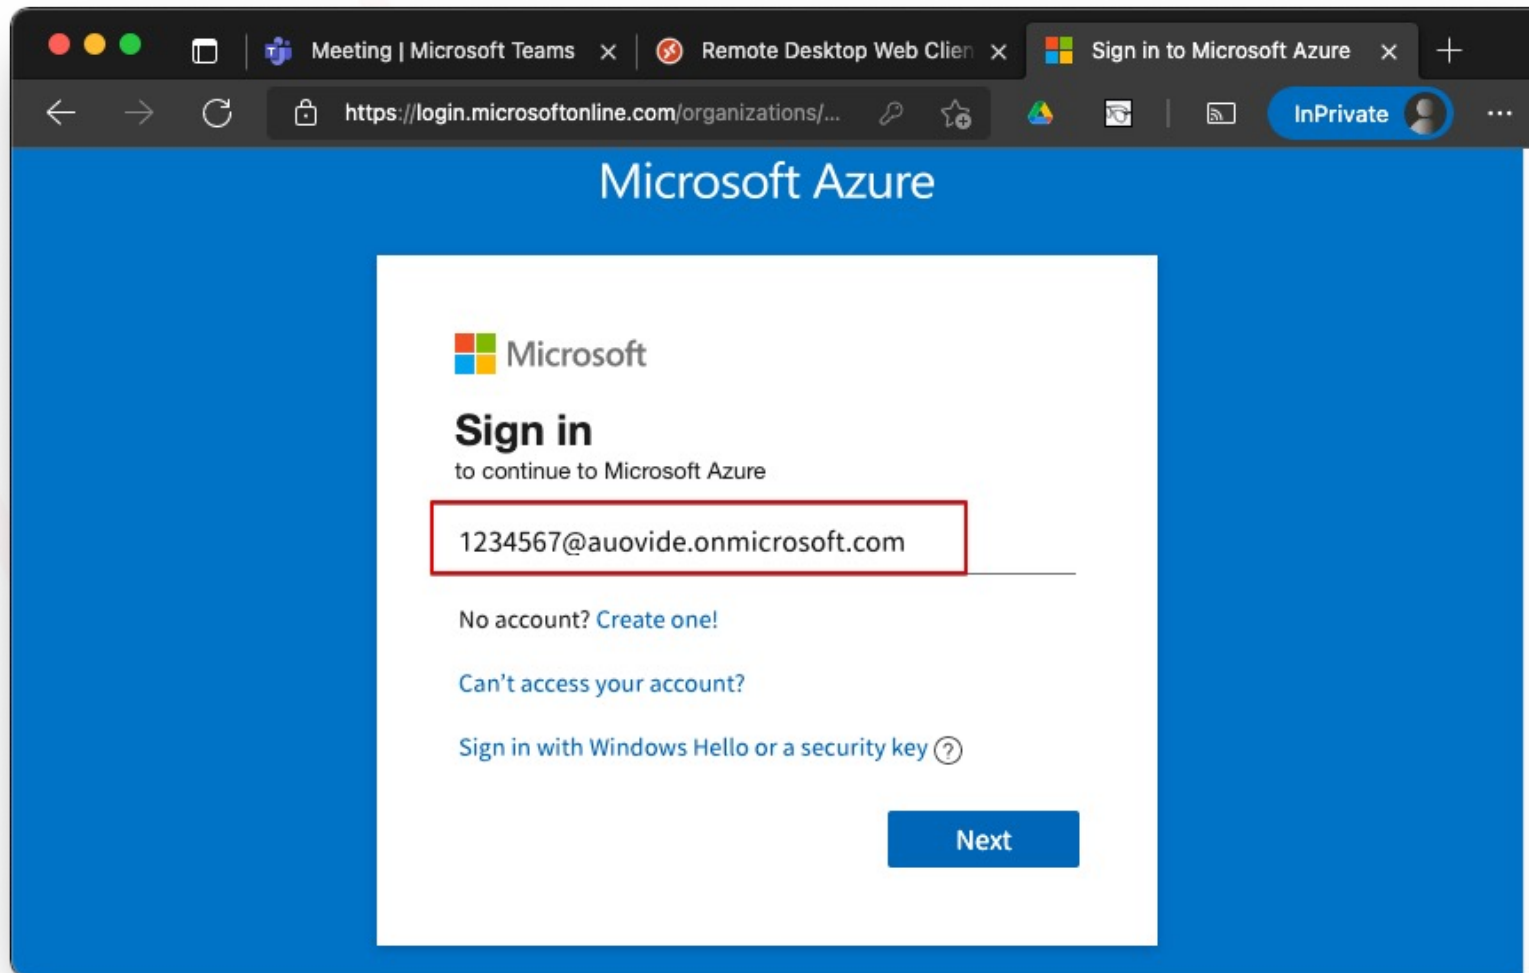 Meeting | Microsoft Teams
Remote Desktop Web Clien
Sign in to Microsoft Azure
https://login.microsoftonline.com/organizations/...
InPrivate
Microsoft Azure
Microsoft
Sign in
to continue to Microsoft Azure
1234567@auovide.onmicrosoft.com
No account? Create one!
Can't access your account?
Sign in with Windows Hello or a security key
Next